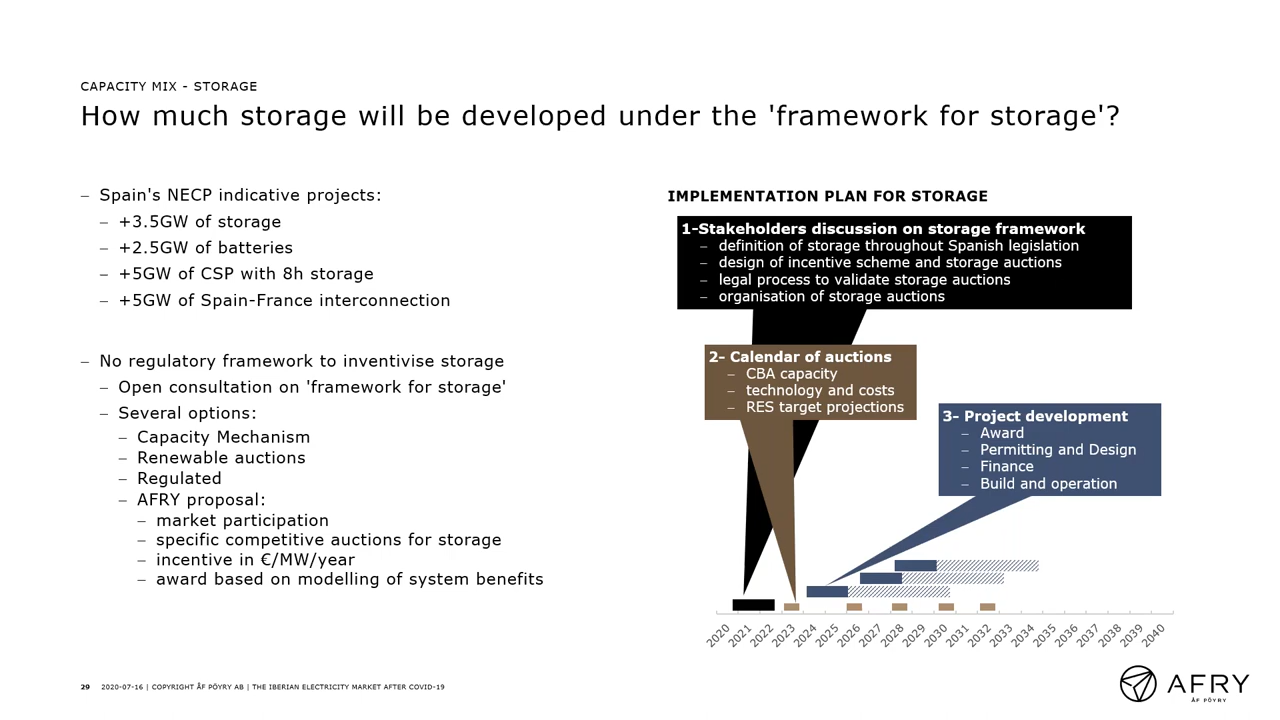 CAPACITY MIX - STORAGE
How much storage will be developed under the 'framework for storage'?
– Spain's NECP indicative projects:
– +3.5GW of storage
– +2.5GW of batteries
– +5GW of CSP with 8h storage
– +5GW of Spain-France interconnection
– No regulatory framework to inventivise storage
– Open consultation on 'framework for storage'
– Several options:
– Capacity Mechanism
– Renewable auctions
– Regulated
– AFRY proposal:
– market participation
– specific competitive auctions for storage
– incentive in €/MW/year
– award based on modelling of system benefits
IMPLEMENTATION PLAN FOR STORAGE
1-Stakeholders discussion on storage framework
– definition of storage throughout Spanish legislation
– design of incentive scheme and storage auctions
– legal process to validate storage auctions
– organisation of storage auctions
2- Calendar of auctions
– CBA capacity
– technology and costs
– RES target projections
3- Project development
– Award
– Permitting and Design
– Finance
– Build and operation
2020 2021 2022 2023 2024 2025 2026 2027 2028 2029 2030 2031 2032 2033 2034 2035 2036 2037 2038 2039 2040
29 2020-07-16 | COPYRIGHT ÅF PÖYRY AB | THE IBERIAN ELECTRICITY MARKET AFTER COVID-19
AFRY
ÅF PÖYRY